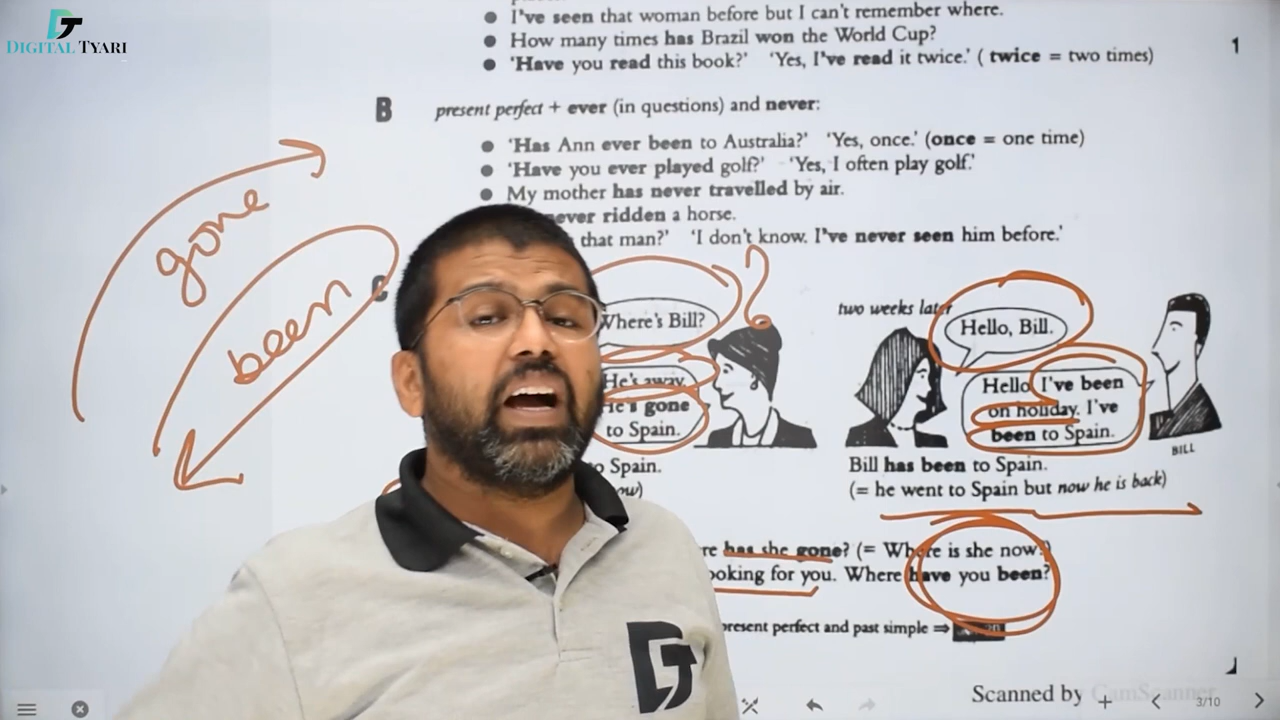 DT
DIGITAL TYARI
I've seen that woman before but I can't remember where.
How many times has Brazil won the World Cup?
'Have you read this book?' 'Yes, I've read it twice.' ( twice = two times)
1
B present perfect + ever (in questions) and never:
'Has Ann ever been to Australia?' 'Yes, once.' (once = one time)
'Have you ever played golf?' 'Yes, I often play golf.'
My mother has never travelled by air.
never ridden a horse.
that man?' 'I don't know. I've never seen him before.'
gone
been
C
Where's Bill?
He's away.
He's gone
to Spain.
to Spain.
two weeks later
Hello, Bill.
Hello. I've been
on holiday. I've
been to Spain.
BILL
Bill has been to Spain.
(= he went to Spain but now he is back)
has she gone? (= Where is she now?)
looking for you. Where have you been?
present perfect and past simple ⇒
DT
Scanned by CamScanner
3/10